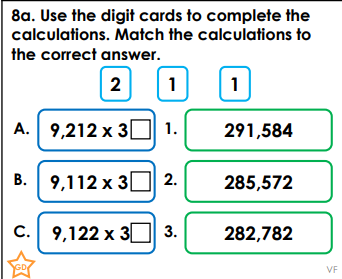 8a. Use the digit cards to complete the
calculations. Match the calculations to
the correct answer.
2 1 1
A. 9,212 x 3□ 1. 291,584
B. 9,112 x 3□ 2. 285,572
C. 9,122 x 3□ 3. 282,782
GD VF